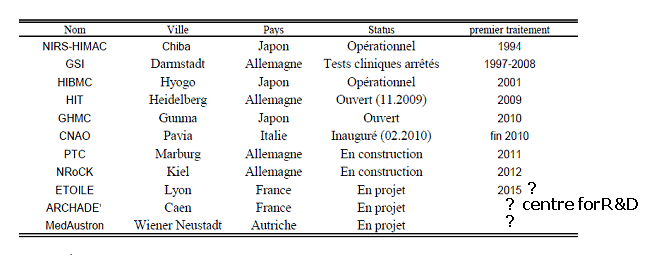 Nom Ville Pays Status premier traitement
NIRS-HIMAC Chiba Japon Opérationnel 1994
GSI Darmstadt Allemagne Tests cliniques arrêtés 1997-2008
HIBMC Hyogo Japon Opérationnel 2001
HIT Heidelberg Allemagne Ouvert (11.2009) 2009
GHMC Gunma Japon Ouvert 2010
CNAO Pavia Italie Inauguré (02.2010) fin 2010
PTC Marburg Allemagne En construction 2011
NRoCK Kiel Allemagne En construction 2012
ETOILE Lyon France En projet 2015 ?
ARCHADE' Caen France En projet ? centre for R&D
MedAustron Wiener Neustadt Autriche En projet ?